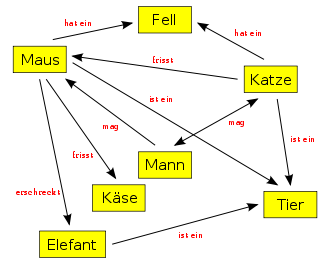 Fell
hat ein
hat ein
Maus
frisst
Katze
ist ein
mag
mag
ist ein
frisst
Mann
erschreckt
Käse
Tier
Elefant
ist ein